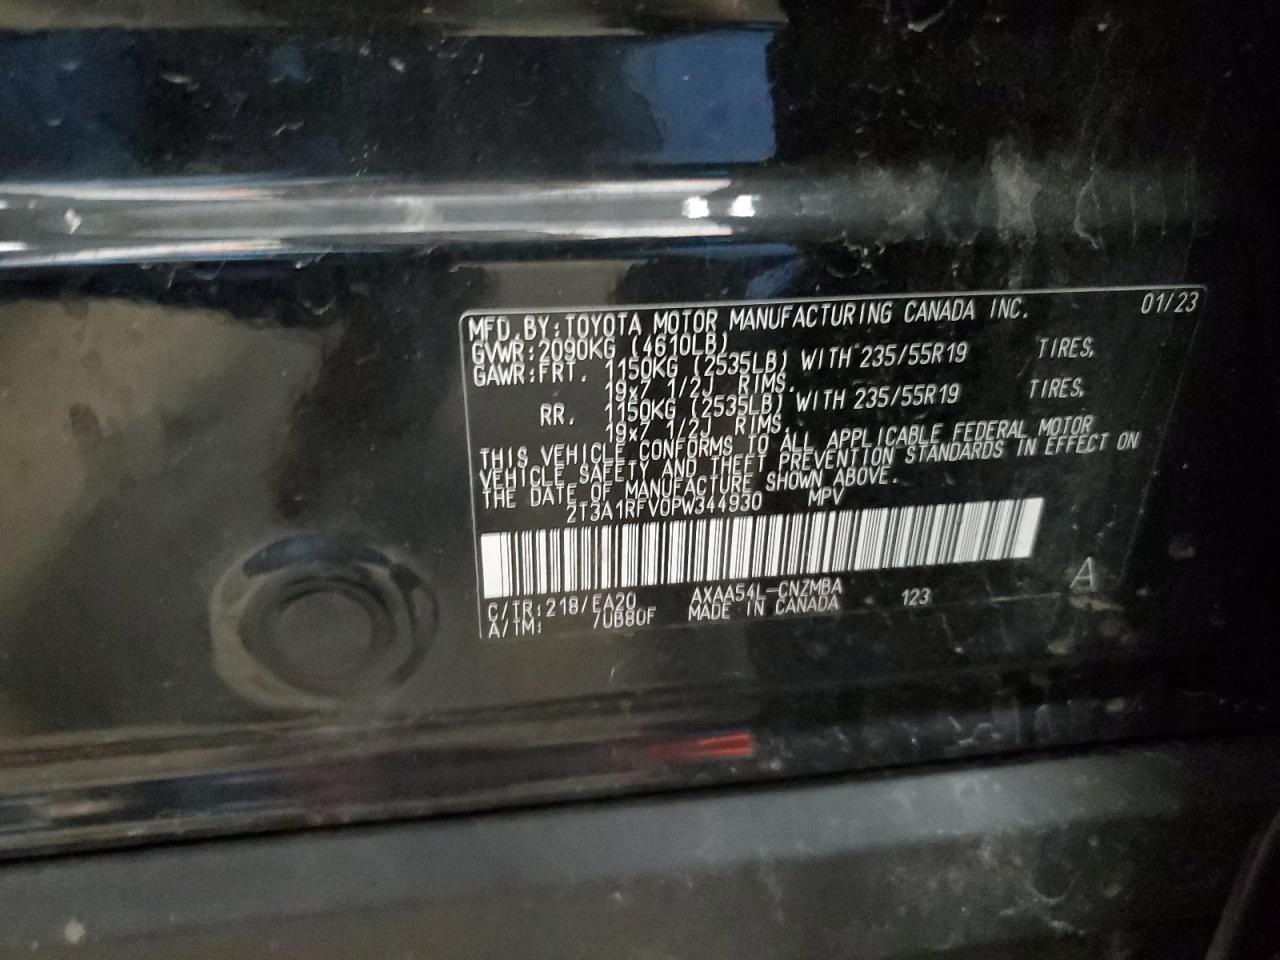 MFD. BY: TOYOTA MOTOR MANUFACTURING CANADA INC. 01/23
GVWR: 2090KG (4610LB)
GAWR: FRT. 1150KG (2535LB) WITH 235/55R19 TIRES,
19x7 1/2J RIMS.
RR. 1150KG (2535LB) WITH 235/55R19 TIRES,
19x7 1/2J RIMS.
THIS VEHICLE CONFORMS TO ALL APPLICABLE FEDERAL MOTOR
VEHICLE SAFETY AND THEFT PREVENTION STANDARDS IN EFFECT ON
THE DATE OF MANUFACTURE SHOWN ABOVE.
2T3A1RFV0PW344930 MPV
A
C/TR: 218/EA20 AXAA54L-CNZMBA 123
A/TM: /UB80F MADE IN CANADA